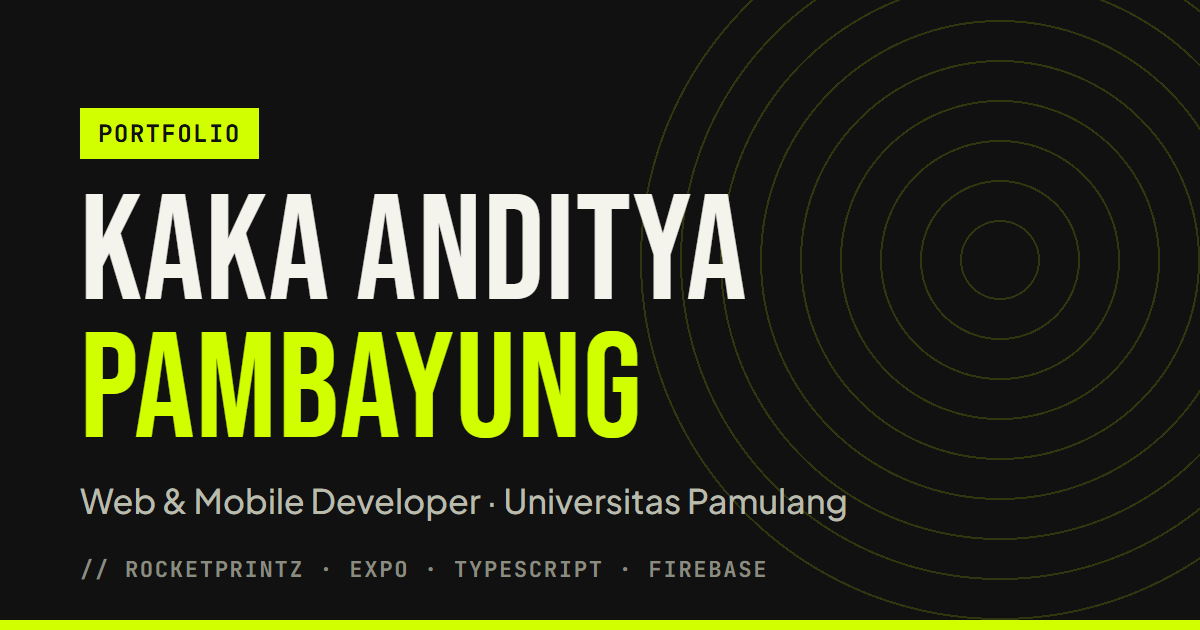 PORTFOLIO
KAKA ANDITYA
PAMBAYUNG
Web & Mobile Developer · Universitas Pamulang
// ROCKETPRINTZ · EXPO · TYPESCRIPT · FIREBASE